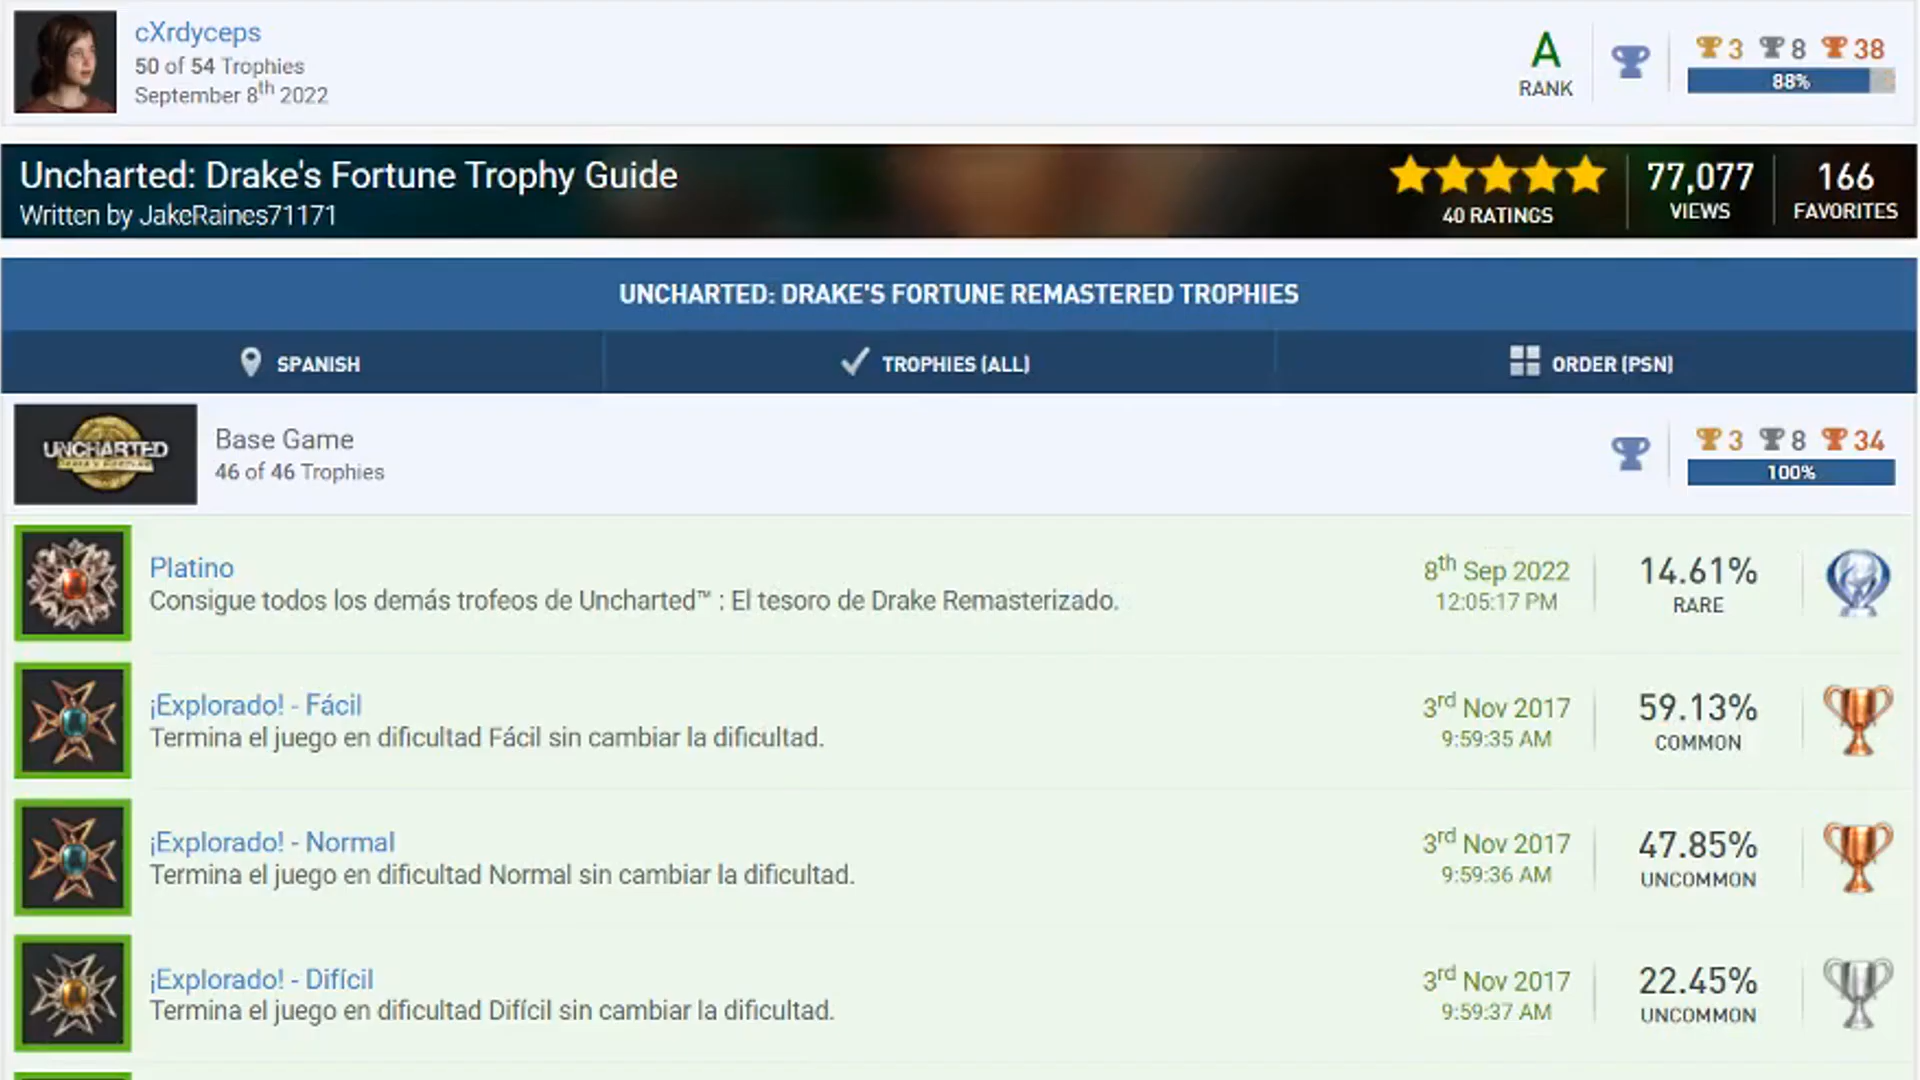 cXrdyceps
50 of 54 Trophies
September 8th 2022
A
RANK
3 8 38
88%
Uncharted: Drake's Fortune Trophy Guide
Written by JakeRaines71171
40 RATINGS
77,077
VIEWS
166
FAVORITES
UNCHARTED: DRAKE'S FORTUNE REMASTERED TROPHIES
SPANISH
TROPHIES (ALL)
ORDER (PSN)
UNCHARTED
Base Game
46 of 46 Trophies
3 8 34
100%
Platino
Consigue todos los demás trofeos de Uncharted™ : El tesoro de Drake Remasterizado.
8th Sep 2022
12:05:17 PM
14.61%
RARE
¡Explorado! - Fácil
Termina el juego en dificultad Fácil sin cambiar la dificultad.
3rd Nov 2017
9:59:35 AM
59.13%
COMMON
¡Explorado! - Normal
Termina el juego en dificultad Normal sin cambiar la dificultad.
3rd Nov 2017
9:59:36 AM
47.85%
UNCOMMON
¡Explorado! - Difícil
Termina el juego en dificultad Difícil sin cambiar la dificultad.
3rd Nov 2017
9:59:37 AM
22.45%
UNCOMMON